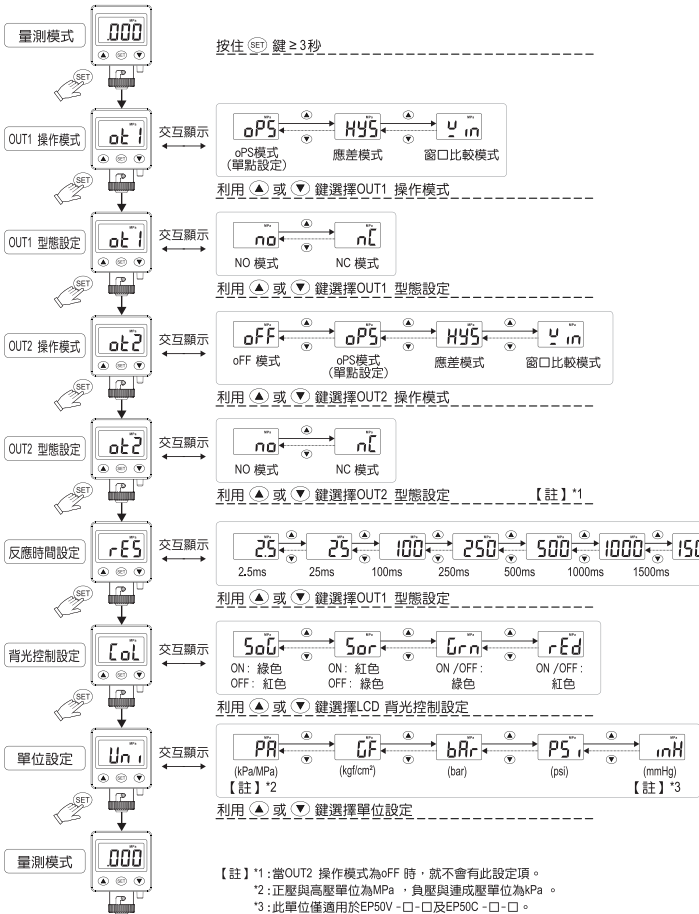 量測模式
MPa
.000
SET
按住 SET 鍵 ≥ 3秒
SET
OUT1 操作模式
ot1
交互顯示
oPS
HYS
win
oPS模式
(單點設定)
應差模式
窗口比較模式
利用 ▲ 或 ▼ 鍵選擇OUT1 操作模式
SET
OUT1 型態設定
ot1
交互顯示
no
nC
NO 模式
NC 模式
利用 ▲ 或 ▼ 鍵選擇OUT1 型態設定
SET
OUT2 操作模式
ot2
交互顯示
oFF
oPS
HYS
win
oFF 模式
oPS模式
(單點設定)
應差模式
窗口比較模式
利用 ▲ 或 ▼ 鍵選擇OUT2 操作模式
SET
OUT2 型態設定
ot2
交互顯示
no
nC
NO 模式
NC 模式
利用 ▲ 或 ▼ 鍵選擇OUT2 型態設定 【註】*1
SET
反應時間設定
rES
交互顯示
2.5
25
100
250
500
1000
150
2.5ms
25ms
100ms
250ms
500ms
1000ms
1500ms
利用 ▲ 或 ▼ 鍵選擇OUT1 型態設定
SET
背光控制設定
CoL
交互顯示
SoG
Sor
Grn
rEd
ON : 綠色
OFF : 紅色
ON : 紅色
OFF : 綠色
ON /OFF :
綠色
ON /OFF :
紅色
利用 ▲ 或 ▼ 鍵選擇LCD 背光控制設定
SET
單位設定
Uni
交互顯示
PA
GF
bAr
PSi
inH
(kPa/MPa)
【註】*2
(kgf/cm²)
(bar)
(psi)
(mmHg)
【註】*3
利用 ▲ 或 ▼ 鍵選擇單位設定
SET
量測模式
.000
【註】*1 : 當OUT2 操作模式為oFF 時，就不會有此設定項。
*2 : 正壓與高壓單位為MPa ，負壓與連成壓單位為kPa 。
*3 : 此單位僅適用於EP50V -□-□及EP50C -□-□。